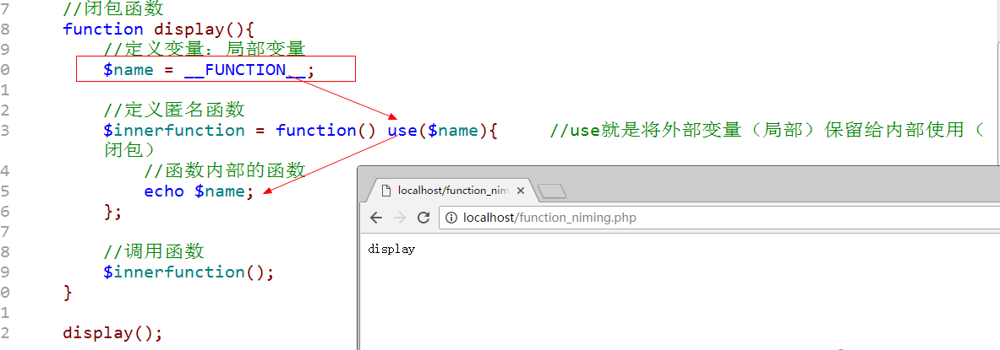 7 //闭包函数
8 function display(){
9 //定义变量: 局部变量
0 $name = __FUNCTION__;
1
2 //定义匿名函数
3 $innerfunction = function() use($name){ //use就是将外部变量（局部）保留给内部使用（
闭包）
4 //函数内部的函数
5 echo $name;
6 };
7
8 //调用函数
9 $innerfunction();
0 }
1
2 display();
localhost/function_nim
localhost/function_niming.php
display